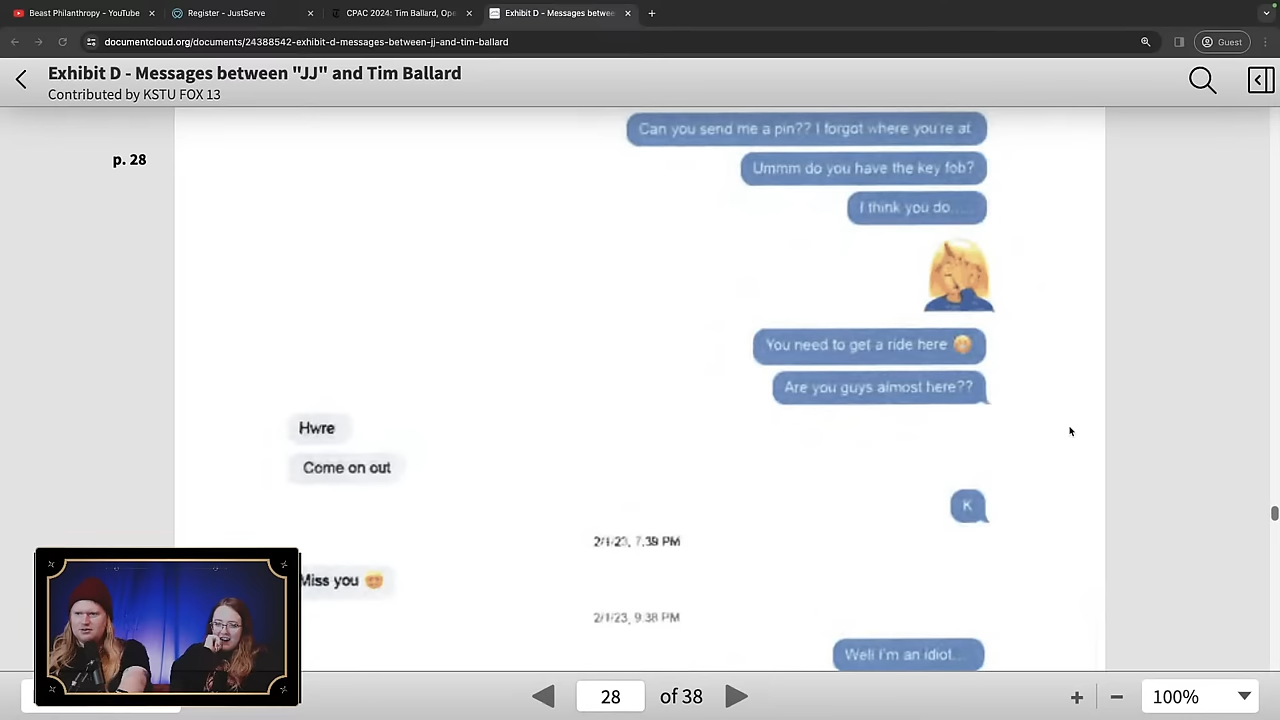 Beast Philanthropy - YouTube
Register - JustServe
CPAC 2024: Tim Ballard, Ope
Exhibit D - Messages betwee
documentcloud.org/documents/24388542-exhibit-d-messages-between-jj-and-tim-ballard
Guest
Exhibit D - Messages between "JJ" and Tim Ballard
Contributed by KSTU FOX 13
p. 28
Can you send me a pin?? I forgot where you're at
Ummm do you have the key fob?
I think you do.....
You need to get a ride here
Are you guys almost here??
Hwre
Come on out
K
2/1/23, 7:39 PM
Miss you
2/1/23, 9:38 PM
Well I'm an idiot...
28 of 38
100%